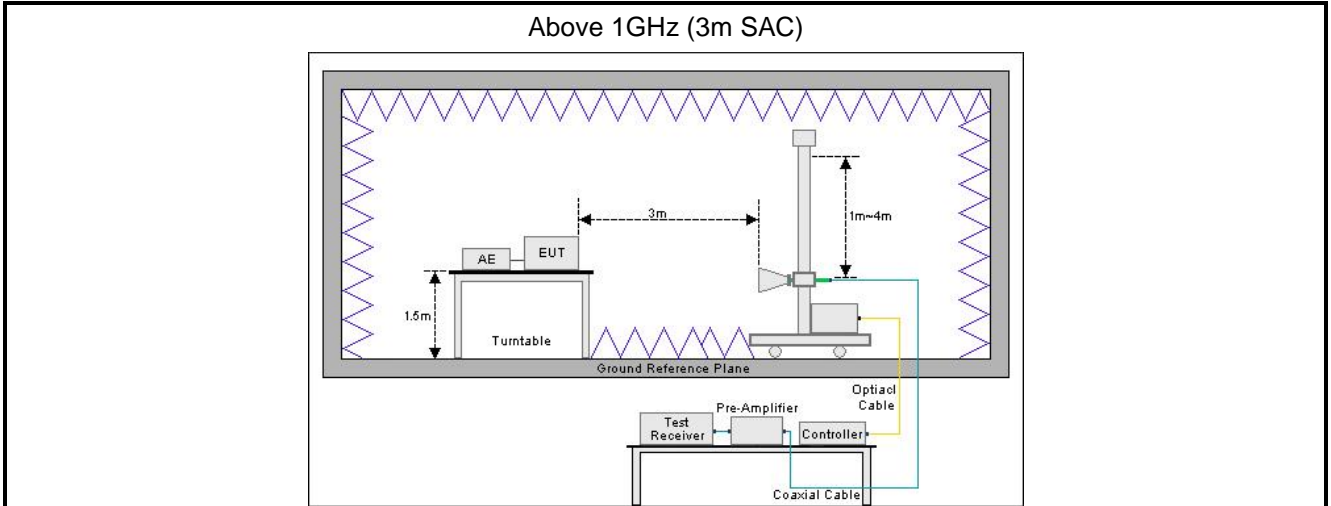 Above 1GHz (3m SAC)
3m
1m~4m
AE
EUT
1.5m
Turntable
Ground Reference Plane
Optiacl
Cable
Pre-Amplifier
Test
Receiver
Controller
Coaxial Cable